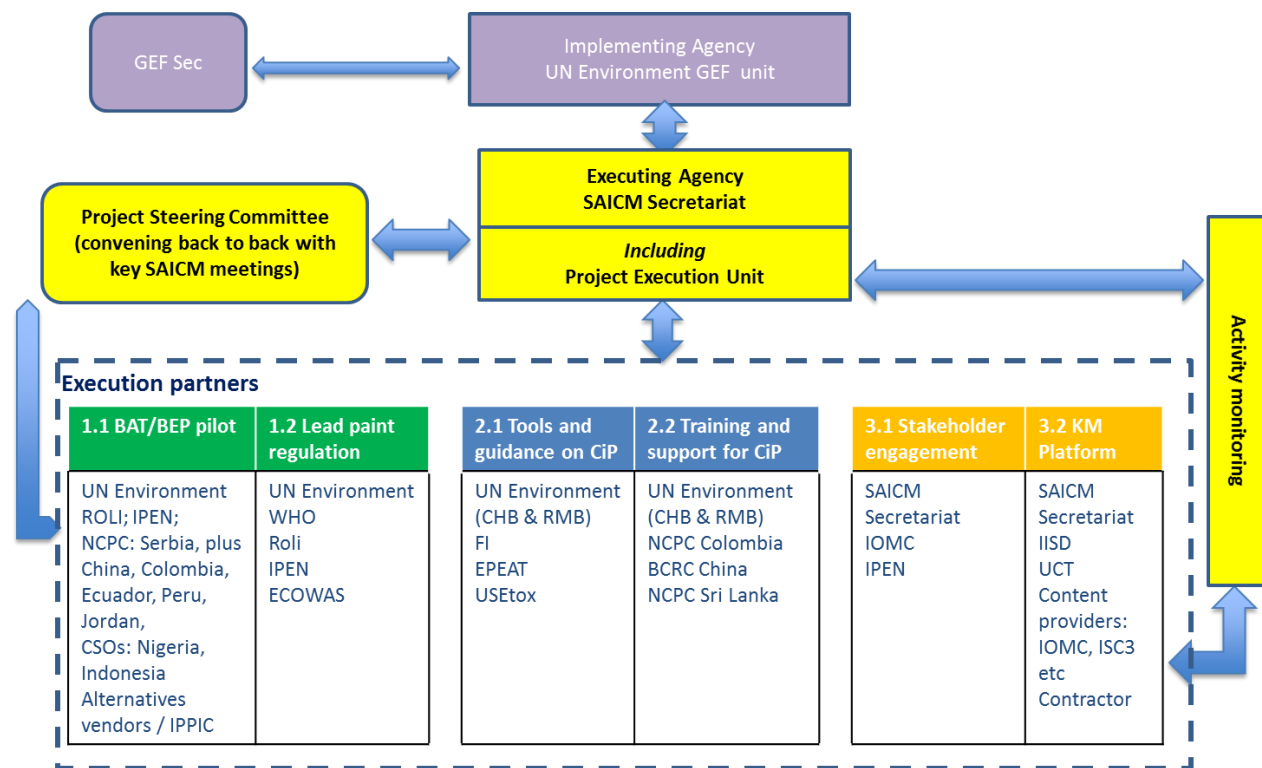 GEF Sec
Implementing Agency
UN Environment GEF unit
Executing Agency
SAICM Secretariat
Including
Project Execution Unit
Project Steering Committee
(convening back to back with
key SAICM meetings)
Activity monitoring
Execution partners
1.1 BAT/BEP pilot
UN Environment
ROLI; IPEN;
NCPC: Serbia, plus
China, Colombia,
Ecuador, Peru,
Jordan,
CSOs: Nigeria,
Indonesia
Alternatives
vendors / IPPIC
1.2 Lead paint
regulation
UN Environment
WHO
Roli
IPEN
ECOWAS
2.1 Tools and
guidance on CiP
UN Environment
(CHB & RMB)
FI
EPEAT
USEtox
2.2 Training and
support for CiP
UN Environment
(CHB & RMB)
NCPC Colombia
BCRC China
NCPC Sri Lanka
3.1 Stakeholder
engagement
SAICM
Secretariat
IOMC
IPEN
3.2 KM
Platform
SAICM
Secretariat
IISD
UCT
Content
providers:
IOMC, ISC3
etc
Contractor